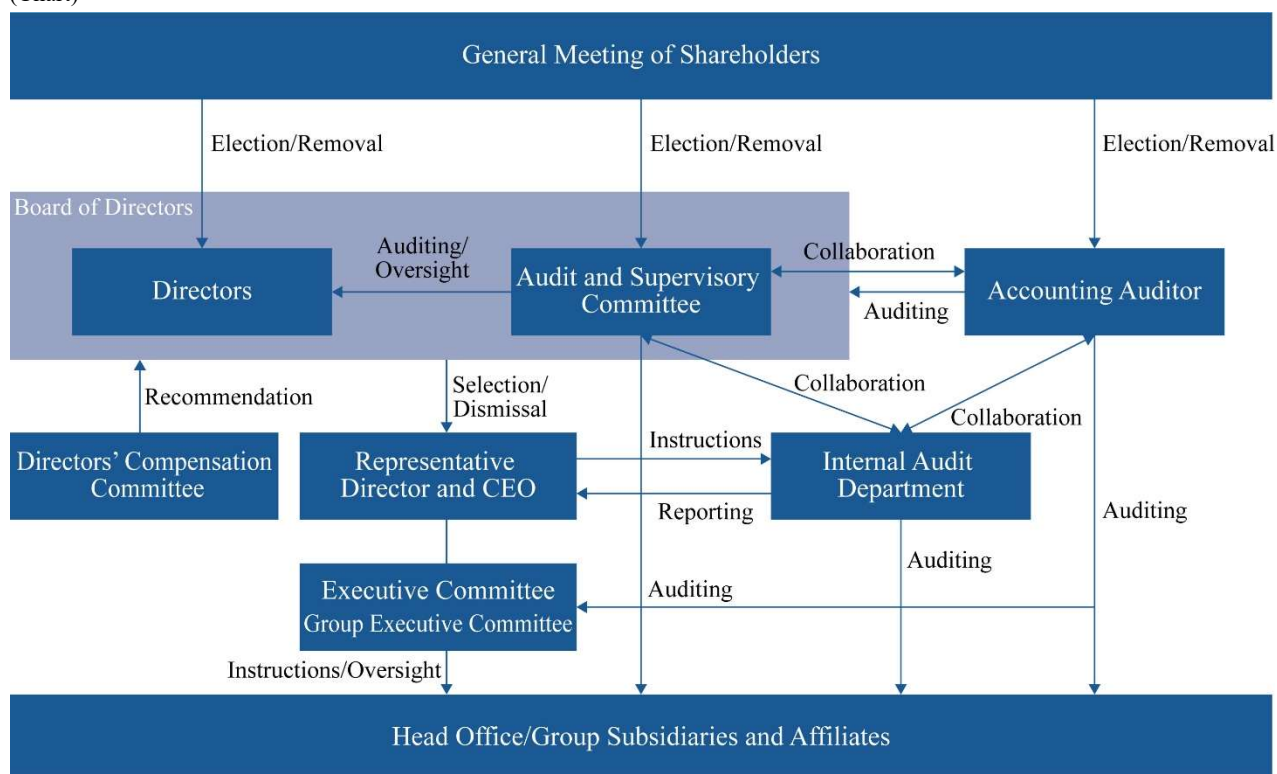 (Chart)
General Meeting of Shareholders
Election/Removal
Election/Removal
Election/Removal
Board of Directors
Directors
Auditing/
Oversight
Audit and Supervisory
Committee
Collaboration
Auditing
Accounting Auditor
Recommendation
Selection/
Dismissal
Collaboration
Collaboration
Directors’ Compensation
Committee
Representative
Director and CEO
Instructions
Reporting
Internal Audit
Department
Auditing
Auditing
Executive Committee
Group Executive Committee
Auditing
Instructions/Oversight
Head Office/Group Subsidiaries and Affiliates